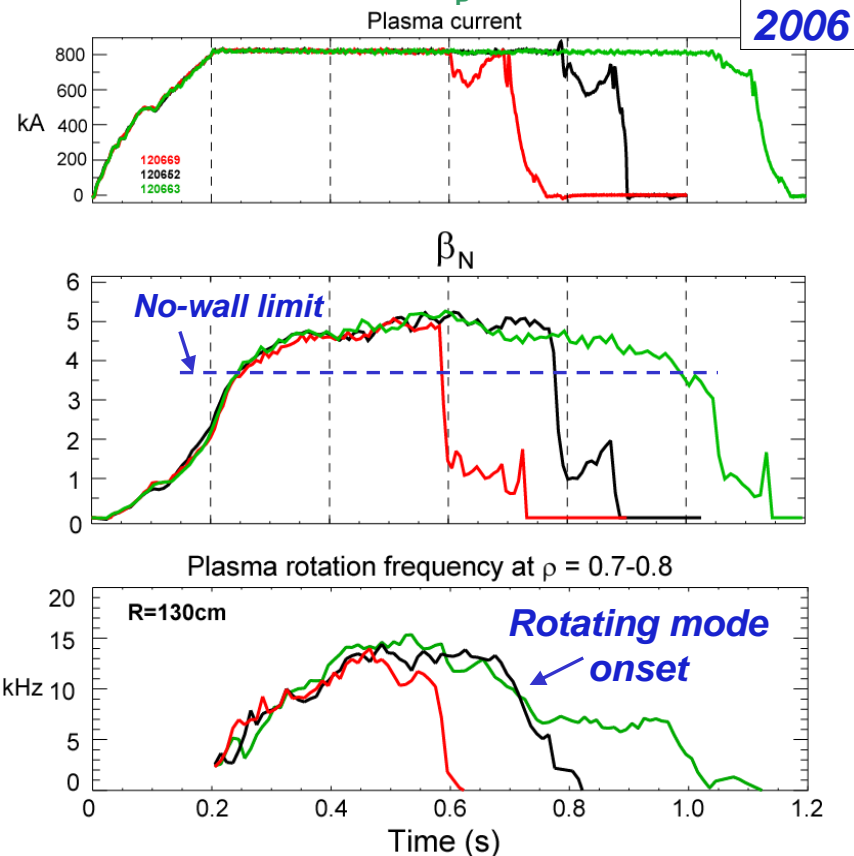 2006
Plasma current
800
600
kA
400
200
0
120669
120652
120663
βN
6
5
4
3
2
1
0
No-wall limit
Plasma rotation frequency at ρ = 0.7-0.8
20
15
kHz 10
5
0
R=130cm
Rotating mode
onset
0 0.2 0.4 0.6 0.8 1.0 1.2
Time (s)